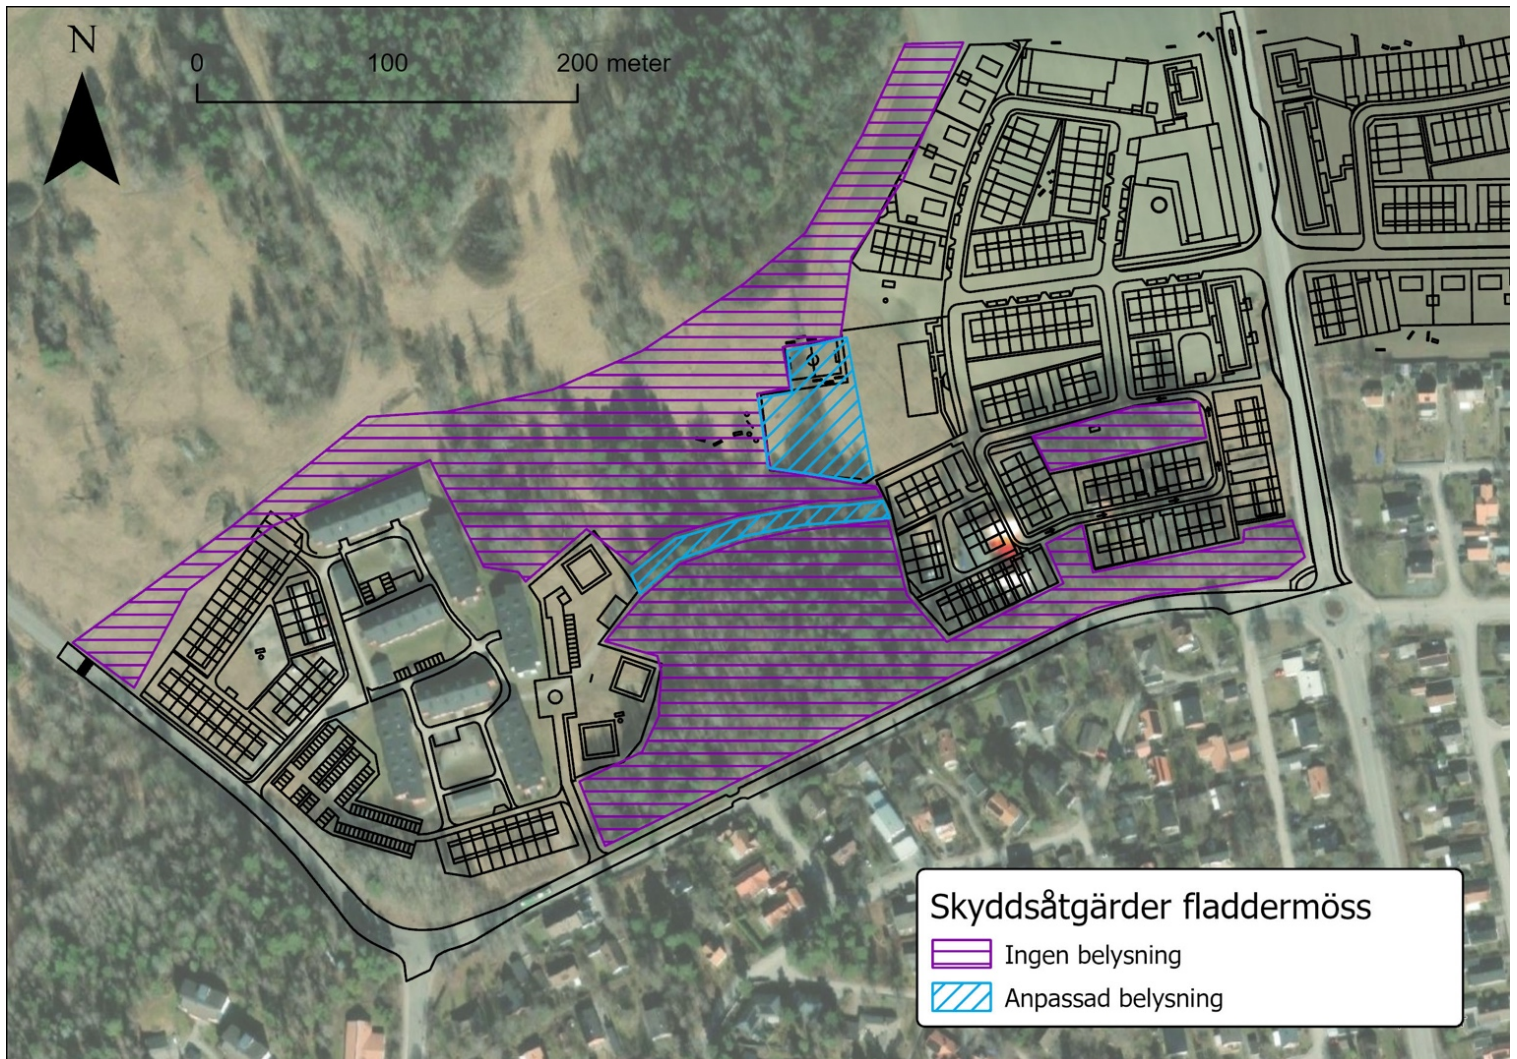 N
0 100 200 meter
Skyddsåtgärder fladdermöss
Ingen belysning
Anpassad belysning